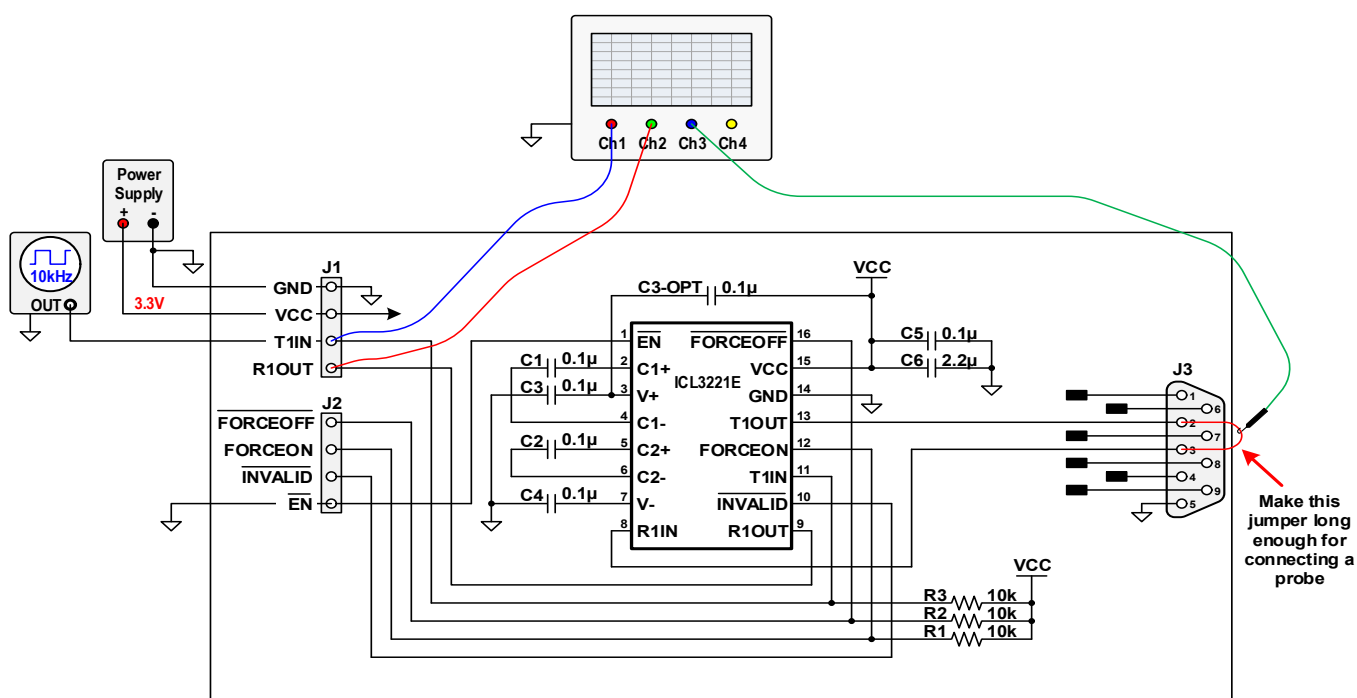 Ch1 Ch2 Ch3 Ch4
Power
Supply
+ -
10kHz
OUT
3.3V
J1
GND
VCC
T1IN
R1OUT
J2
FORCEOFF
FORCEON
INVALID
EN
C3-OPT 0.1µ
VCC
C1 0.1µ
C3 0.1µ
C2 0.1µ
C4 0.1µ
ICL3221E
1 EN
2 C1+
3 V+
4 C1-
5 C2+
6 C2-
7 V-
8 R1IN
FORCEOFF 16
VCC 15
GND 14
T1OUT 13
FORCEON 12
T1IN 11
INVALID 10
R1OUT 9
C5 0.1µ
C6 2.2µ
VCC
R3 10k
R2 10k
R1 10k
J3
1
6
2
7
3
8
4
9
5
Make this
jumper long
enough for
connecting a
probe